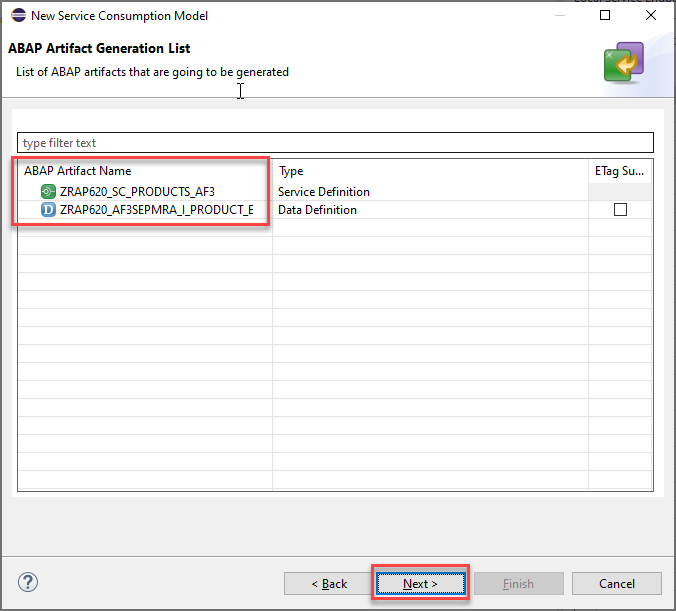 New Service Consumption Model
ABAP Artifact Generation List
List of ABAP artifacts that are going to be generated
type filter text
ABAP Artifact Name Type ETag Su...
ZRAP620_SC_PRODUCTS_AF3 Service Definition
D ZRAP620_AF3SEPMRA_I_PRODUCT_E Data Definition
? < Back Next > Finish Cancel